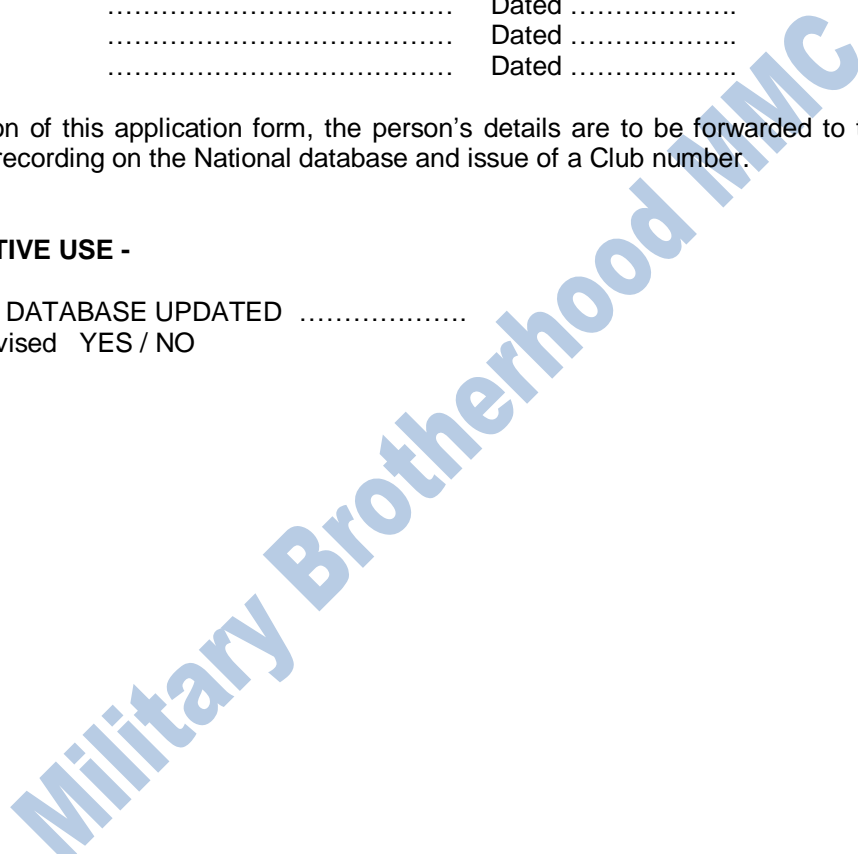 …………………………………… Dated ………………..
…………………………………… Dated ………………..
…………………………………… Dated ………………..
on of this application form, the person's details are to be forwarded to t
recording on the National database and issue of a Club number.
TIVE USE -
DATABASE UPDATED ……………….
vised YES / NO
Military Brotherhood MMC